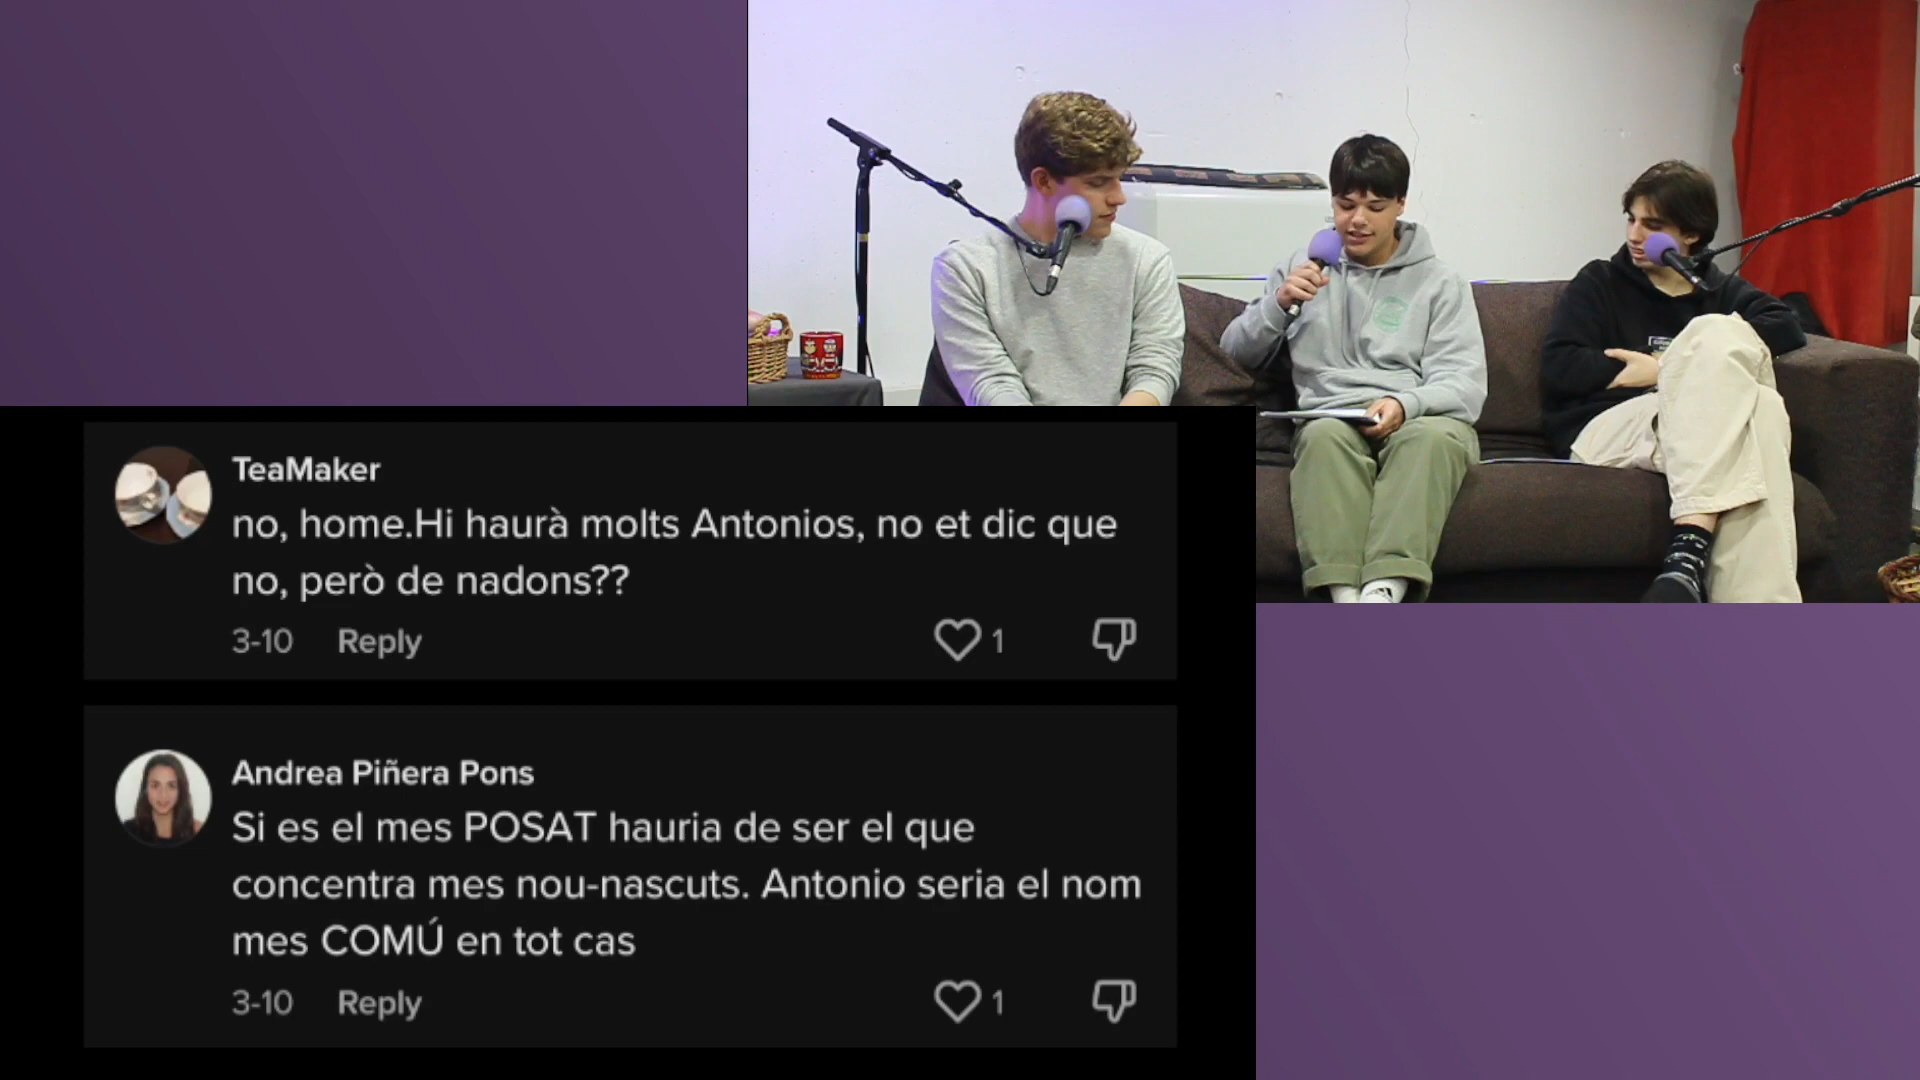 TeaMaker
no, home.Hi haurà molts Antonios, no et dic que
no, però de nadons??
3-10 Reply 1
Andrea Piñera Pons
Si es el mes POSAT hauria de ser el que
concentra mes nou-nascuts. Antonio seria el nom
mes COMÚ en tot cas
3-10 Reply 1